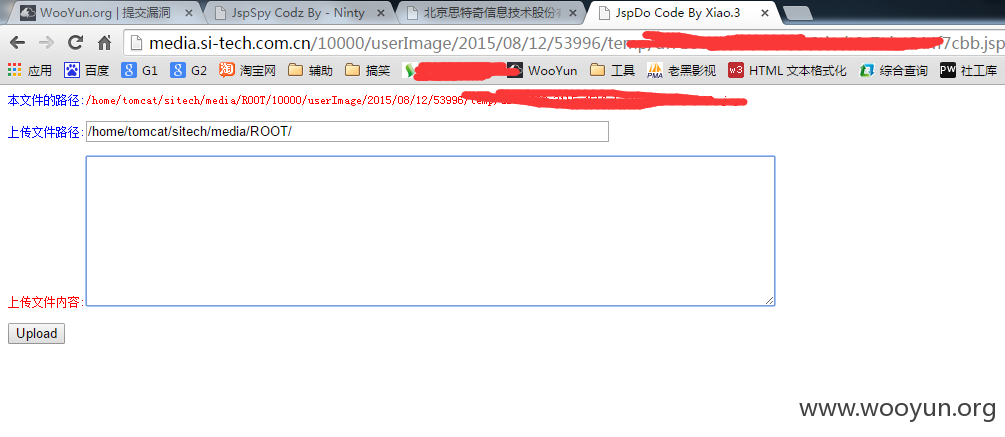 WooYun.org | 提交漏洞
JspSpy Codz By - Ninty
北京思特奇信息技术股份
JspDo Code By Xiao.3
media.si-tech.com.cn/10000/userImage/2015/08/12/53996/temp/ 7cbb.jsp
应用 百度 G1 G2 淘宝网 辅助 搞笑 WooYun 工具 老黑影视 HTML 文本格式化 综合查询 社工库
本文件的路径:/home/tomcat/sitech/media/ROOT/10000/userImage/2015/08/12/53996/temp/
上传文件路径: /home/tomcat/sitech/media/ROOT/
上传文件内容:
Upload
www.wooyun.org